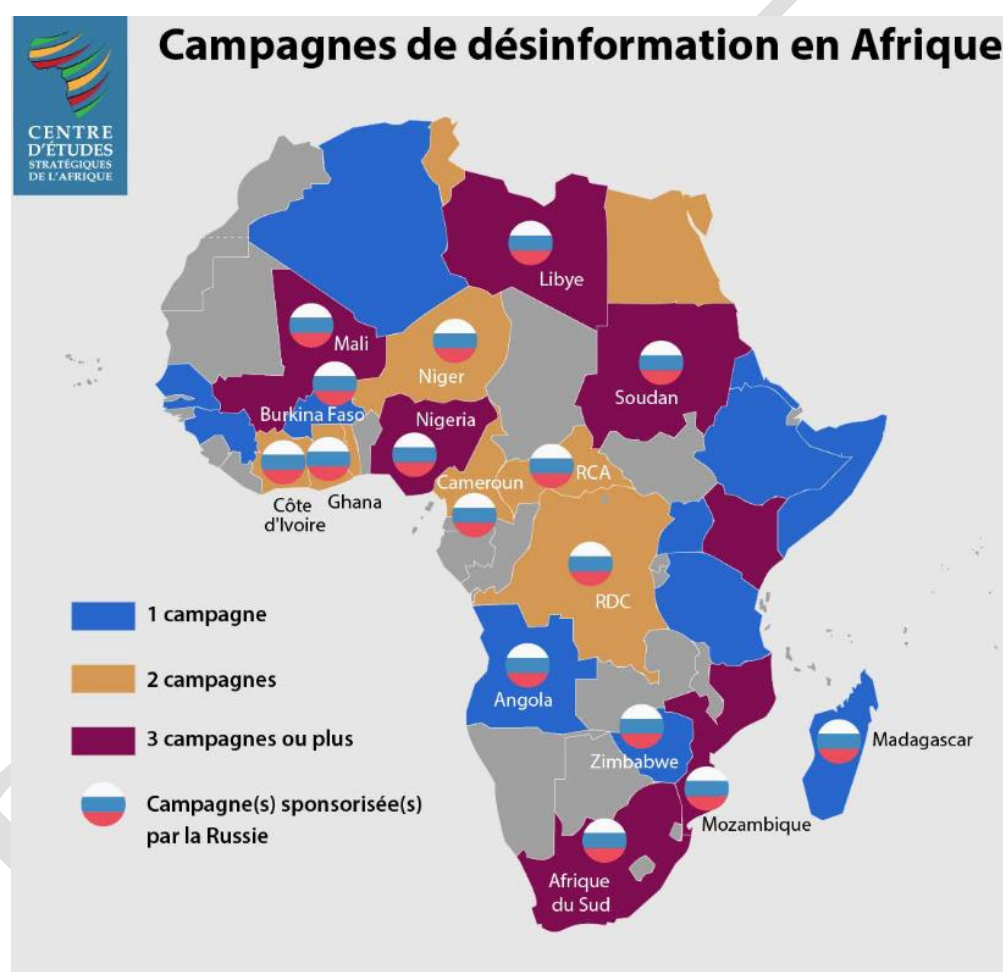 Campagnes de désinformation en Afrique
CENTRE
D'ÉTUDES
STRATÉGIQUES
DE L'AFRIQUE
Libye
Mali
Niger
Soudan
Burkina Faso
Nigeria
RCA
Cameroun
Côte
d'Ivoire
Ghana
RDC
1 campagne
2 campagnes
Angola
3 campagnes ou plus
Madagascar
Zimbabwe
Campagne(s) sponsorisée(s)
par la Russie
Mozambique
Afrique
du Sud